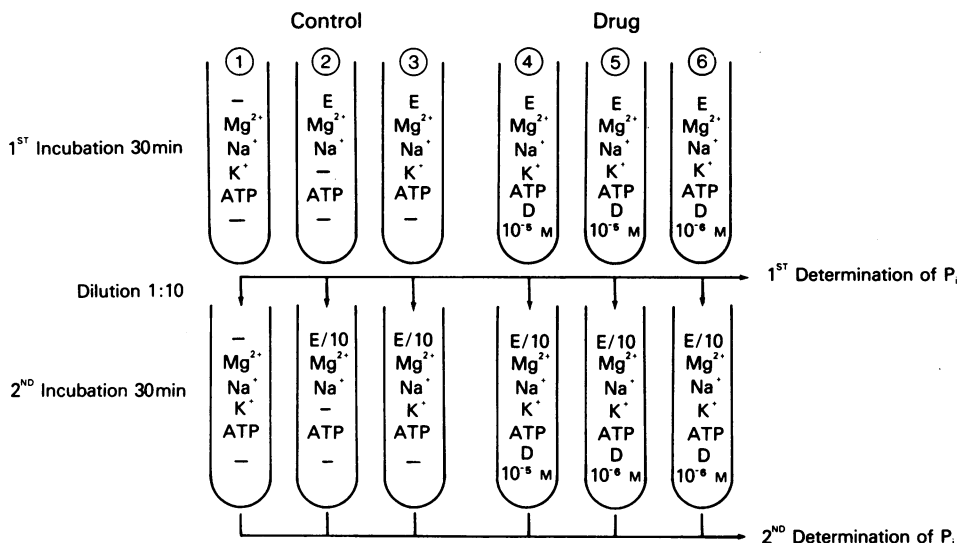 Control Drug
① ② ③ ④ ⑤ ⑥
– E E E E E
Mg²⁺ Mg²⁺ Mg²⁺ Mg²⁺ Mg²⁺ Mg²⁺
1ST Incubation 30min Na⁺ Na⁺ Na⁺ Na⁺ Na⁺ Na⁺
K⁺ – K⁺ K⁺ K⁺ K⁺
ATP ATP ATP ATP ATP ATP
– – – D D D
10⁻⁵ M 10⁻⁵ M 10⁻⁶ M
1ST Determination of Pᵢ
Dilution 1:10
– E/10 E/10 E/10 E/10 E/10
Mg²⁺ Mg²⁺ Mg²⁺ Mg²⁺ Mg²⁺ Mg²⁺
2ND Incubation 30min Na⁺ Na⁺ Na⁺ Na⁺ Na⁺ Na⁺
K⁺ – K⁺ K⁺ K⁺ K⁺
ATP ATP ATP ATP ATP ATP
– – – D D D
10⁻⁵ M 10⁻⁶ M 10⁻⁶ M
2ND Determination of Pᵢ